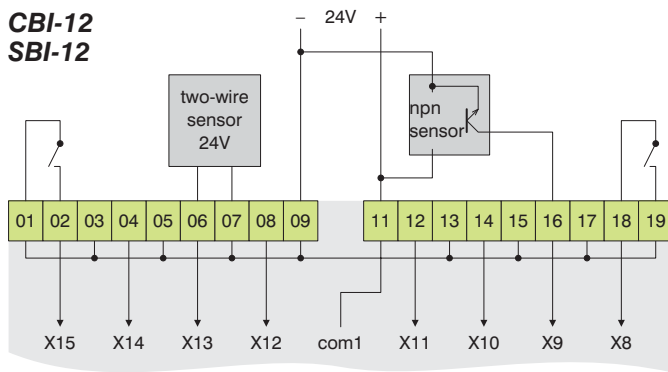 CBI-12
SBI-12
– 24V +
two-wire
sensor
24V
npn
sensor
01 02 03 04 05 06 07 08 09 11 12 13 14 15 16 17 18 19
X15 X14 X13 X12 com1 X11 X10 X9 X8